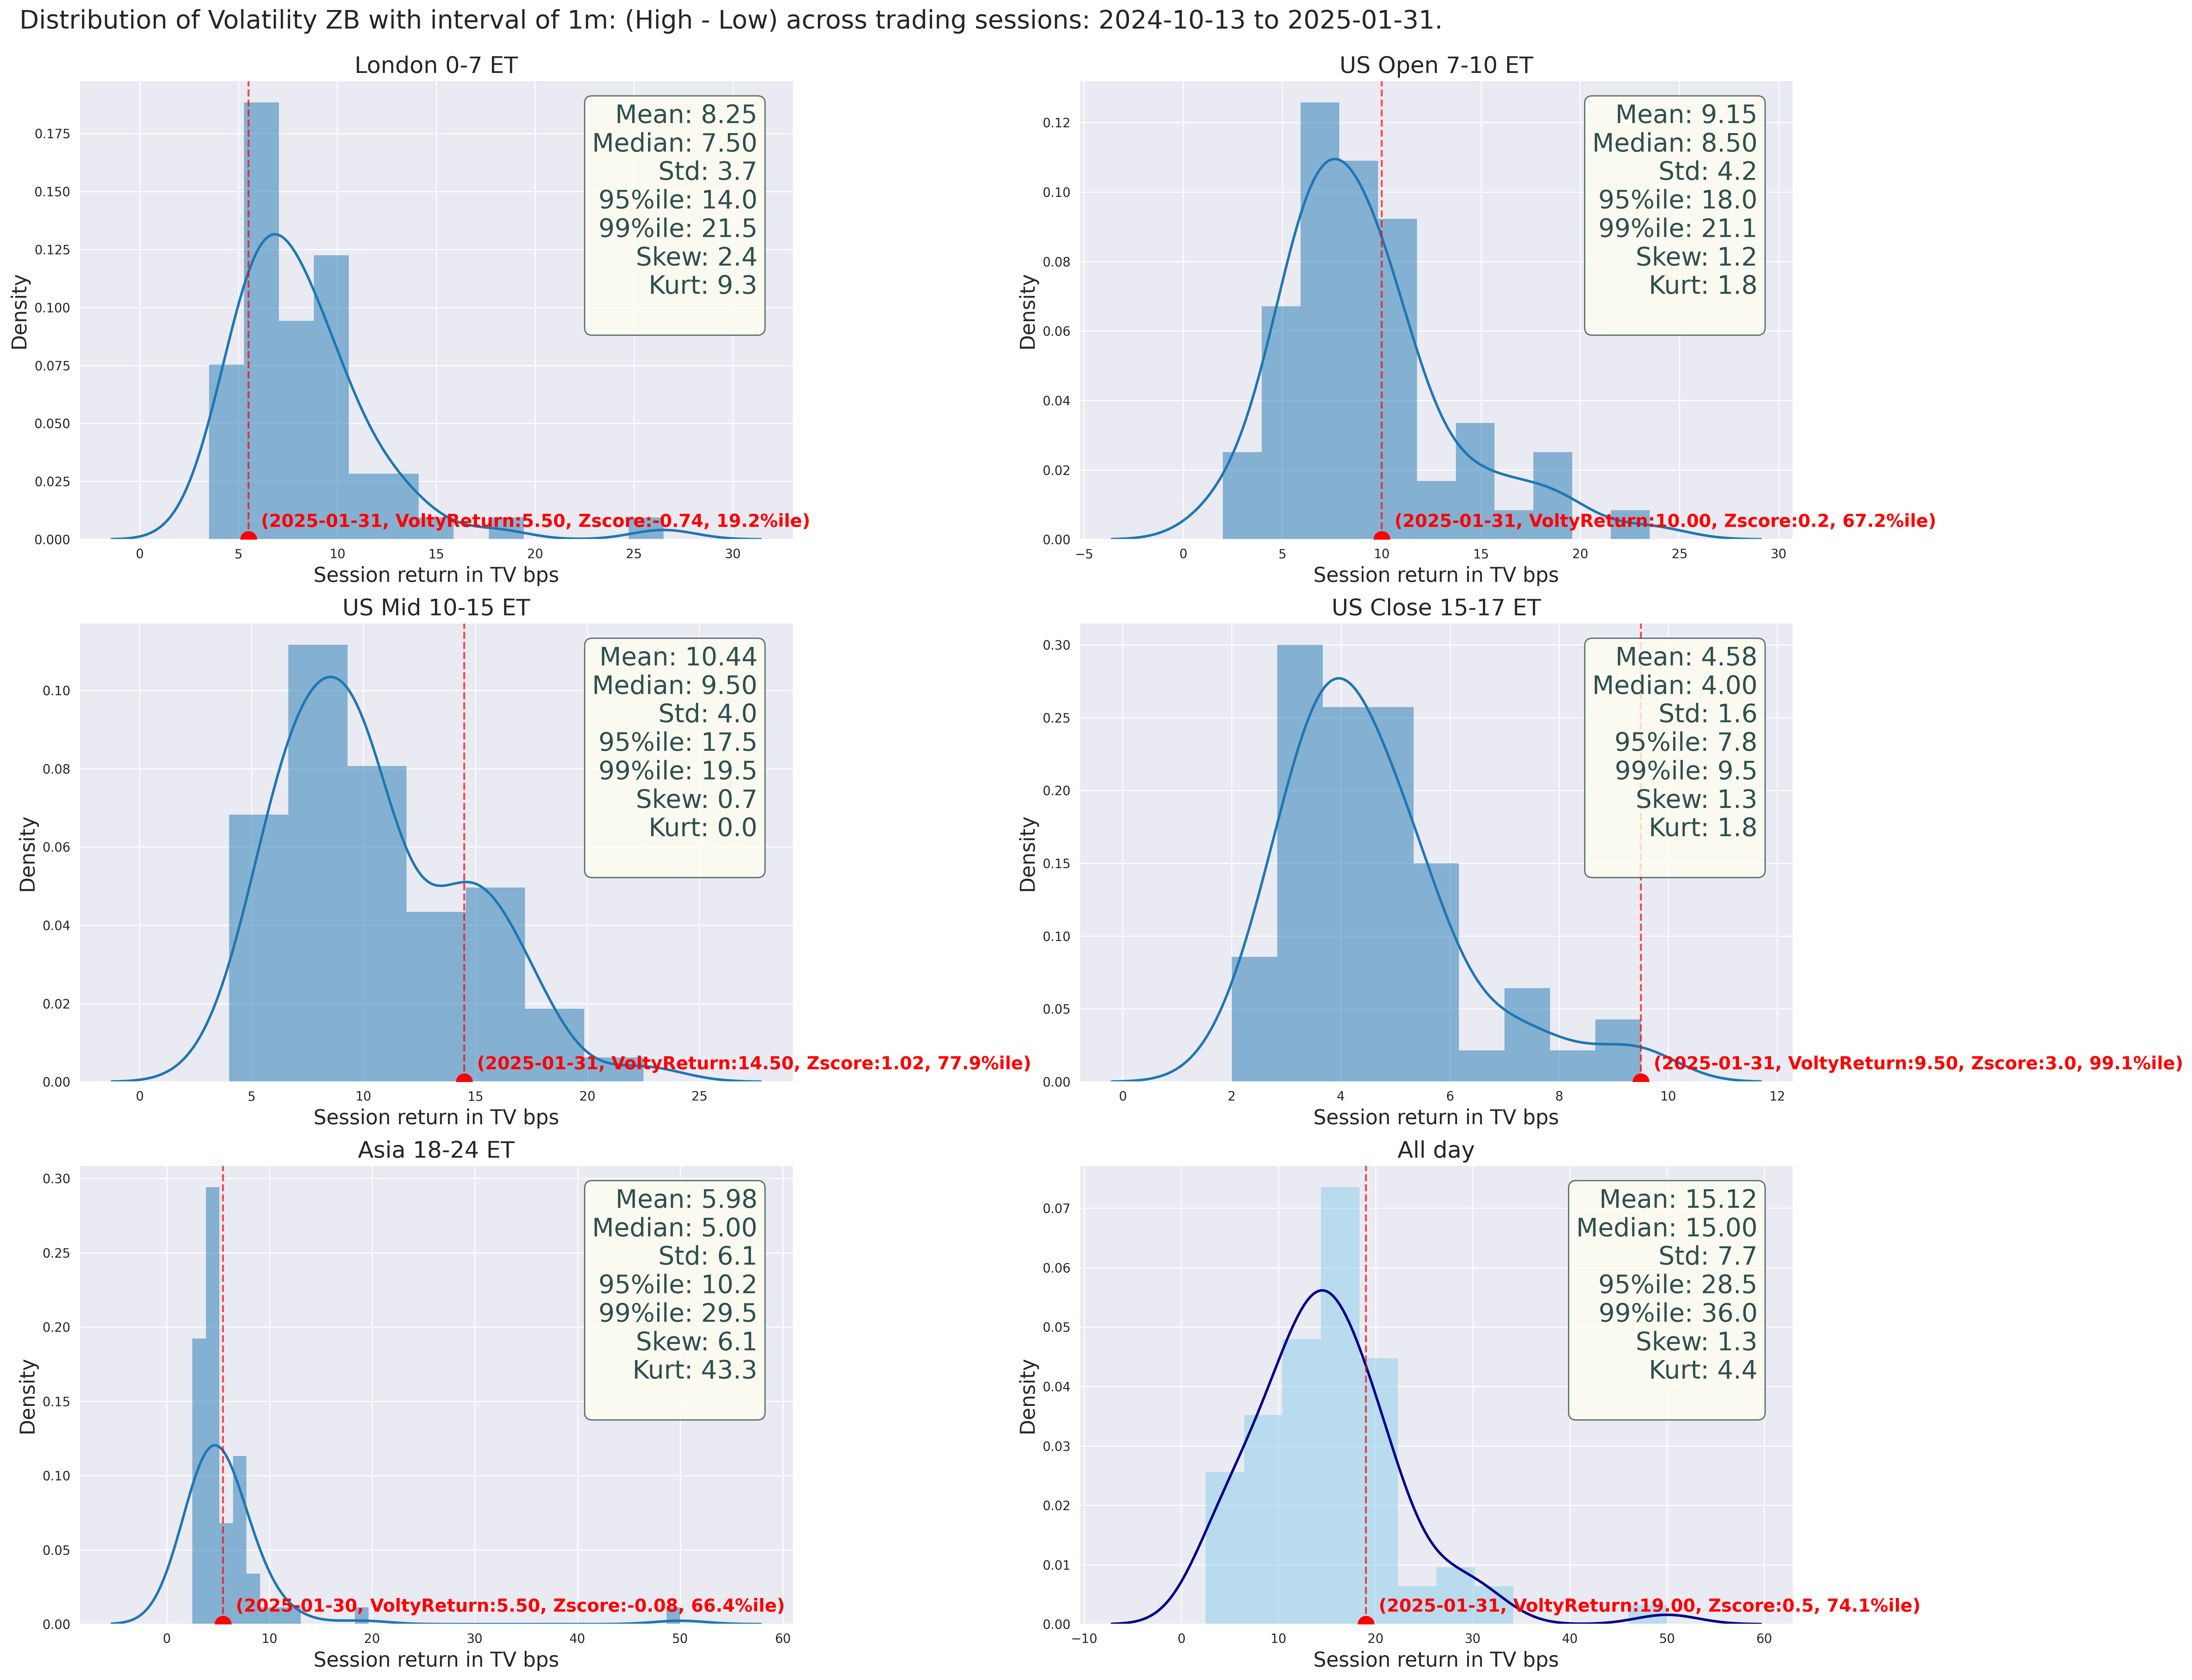 Distribution of Volatility ZB with interval of 1m: (High - Low) across trading sessions: 2024-10-13 to 2025-01-31.
London 0-7 ET
Density
0.175
0.150
0.125
0.100
0.075
0.050
0.025
0.000
Mean: 8.25
Median: 7.50
Std: 3.7
95%ile: 14.0
99%ile: 21.5
Skew: 2.4
Kurt: 9.3
(2025-01-31, VoltyReturn:5.50, Zscore:-0.74, 19.2%ile)
0 5 10 15 20 25 30
Session return in TV bps
US Open 7-10 ET
Density
0.12
0.10
0.08
0.06
0.04
0.02
0.00
Mean: 9.15
Median: 8.50
Std: 4.2
95%ile: 18.0
99%ile: 21.1
Skew: 1.2
Kurt: 1.8
(2025-01-31, VoltyReturn:10.00, Zscore:0.2, 67.2%ile)
−5 0 5 10 15 20 25 30
Session return in TV bps
US Mid 10-15 ET
Density
0.10
0.08
0.06
0.04
0.02
0.00
Mean: 10.44
Median: 9.50
Std: 4.0
95%ile: 17.5
99%ile: 19.5
Skew: 0.7
Kurt: 0.0
(2025-01-31, VoltyReturn:14.50, Zscore:1.02, 77.9%ile)
0 5 10 15 20 25
Session return in TV bps
US Close 15-17 ET
Density
0.30
0.25
0.20
0.15
0.10
0.05
0.00
Mean: 4.58
Median: 4.00
Std: 1.6
95%ile: 7.8
99%ile: 9.5
Skew: 1.3
Kurt: 1.8
(2025-01-31, VoltyReturn:9.50, Zscore:3.0, 99.1%ile)
0 2 4 6 8 10 12
Session return in TV bps
Asia 18-24 ET
Density
0.30
0.25
0.20
0.15
0.10
0.05
0.00
Mean: 5.98
Median: 5.00
Std: 6.1
95%ile: 10.2
99%ile: 29.5
Skew: 6.1
Kurt: 43.3
(2025-01-30, VoltyReturn:5.50, Zscore:-0.08, 66.4%ile)
0 10 20 30 40 50 60
Session return in TV bps
All day
Density
0.07
0.06
0.05
0.04
0.03
0.02
0.01
0.00
Mean: 15.12
Median: 15.00
Std: 7.7
95%ile: 28.5
99%ile: 36.0
Skew: 1.3
Kurt: 4.4
(2025-01-31, VoltyReturn:19.00, Zscore:0.5, 74.1%ile)
−10 0 10 20 30 40 50 60
Session return in TV bps